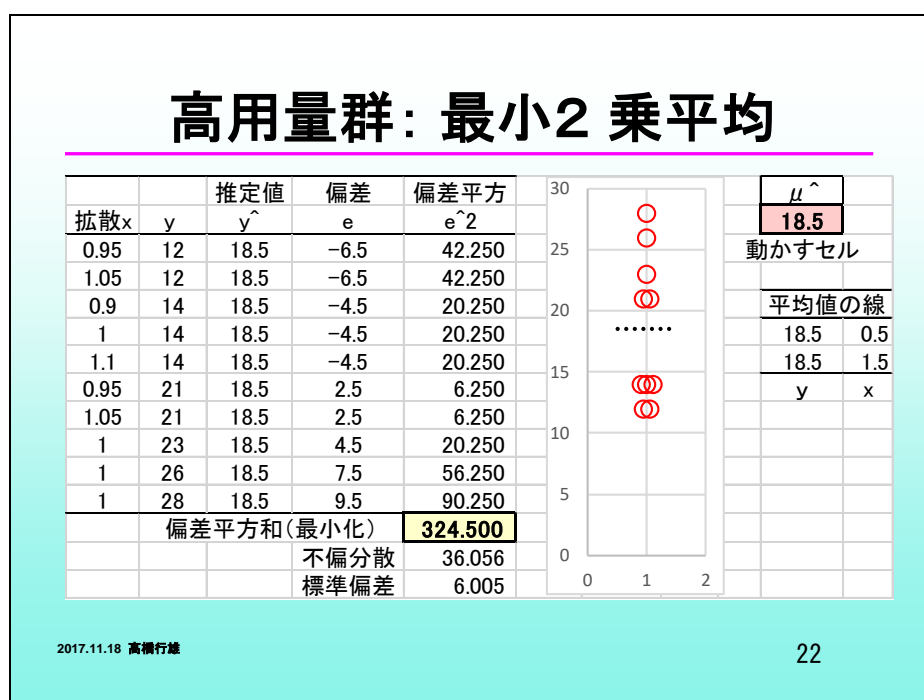 高用量群: 最小2 乗平均
推定値 偏差 偏差平方
拡散x y y^ e e^2
0.95 12 18.5 −6.5 42.250
1.05 12 18.5 −6.5 42.250
0.9 14 18.5 −4.5 20.250
1 14 18.5 −4.5 20.250
1.1 14 18.5 −4.5 20.250
0.95 21 18.5 2.5 6.250
1.05 21 18.5 2.5 6.250
1 23 18.5 4.5 20.250
1 26 18.5 7.5 56.250
1 28 18.5 9.5 90.250
偏差平方和(最小化) 324.500
不偏分散 36.056
標準偏差 6.005
30
25
20
15
10
5
0
0 1 2
μ^
18.5
動かすセル
平均値の線
18.5 0.5
18.5 1.5
y x
2017.11.18 高橋行雄
22